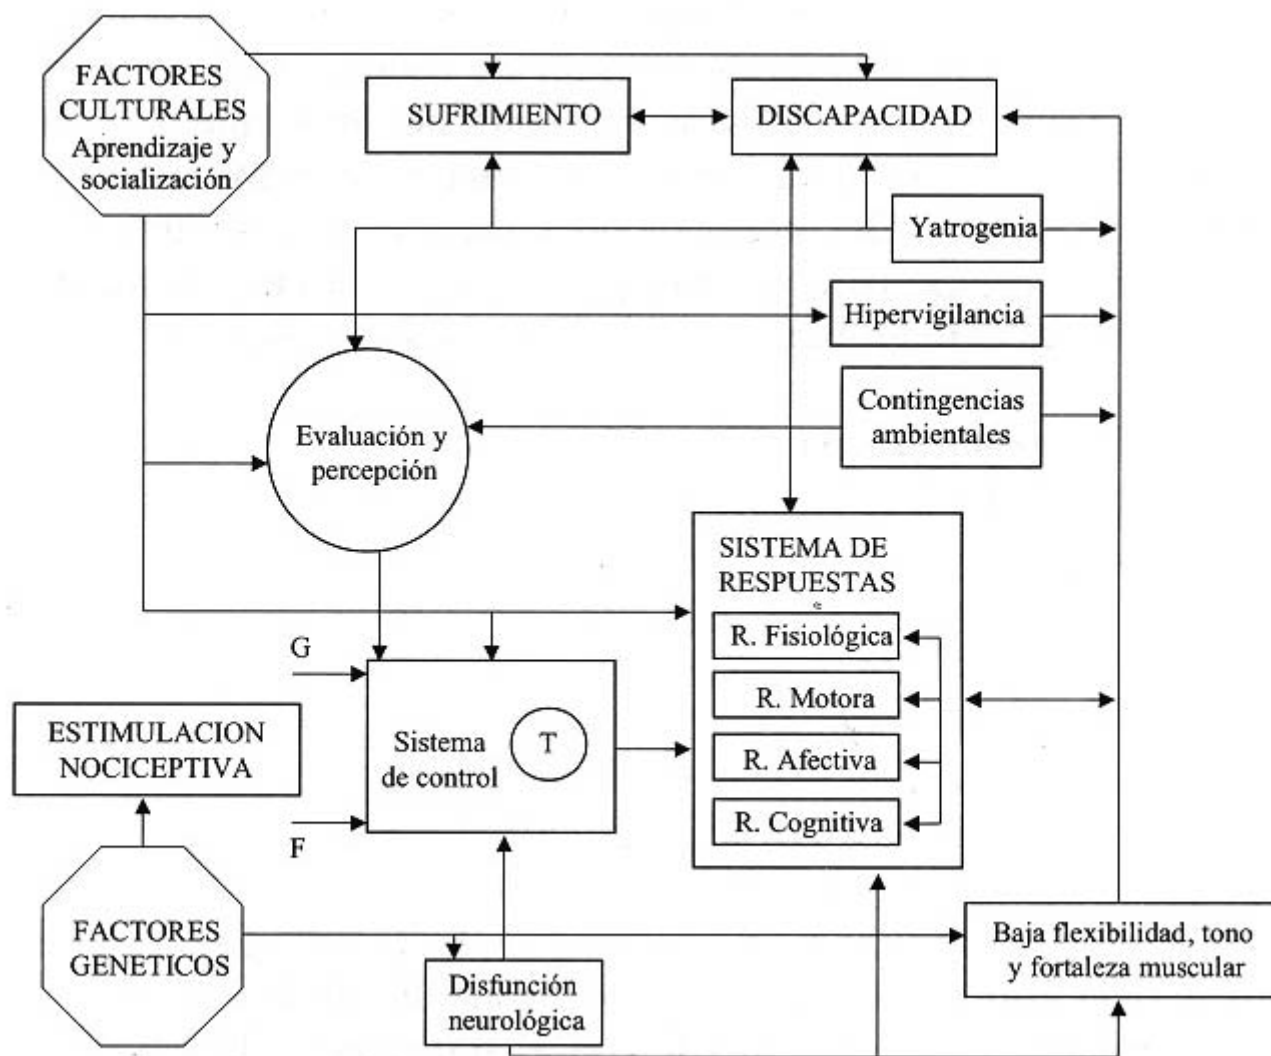 FACTORES
CULTURALES
Aprendizaje y
socialización
SUFRIMIENTO
DISCAPACIDAD
Yatrogenia
Hipervigilancia
Contingencias
ambientales
Evaluación y
percepción
SISTEMA DE
RESPUESTAS
R. Fisiológica
R. Motora
R. Afectiva
R. Cognitiva
G
Sistema
de control
T
F
ESTIMULACION
NOCICEPTIVA
FACTORES
GENETICOS
Disfunción
neurológica
Baja flexibilidad, tono
y fortaleza muscular